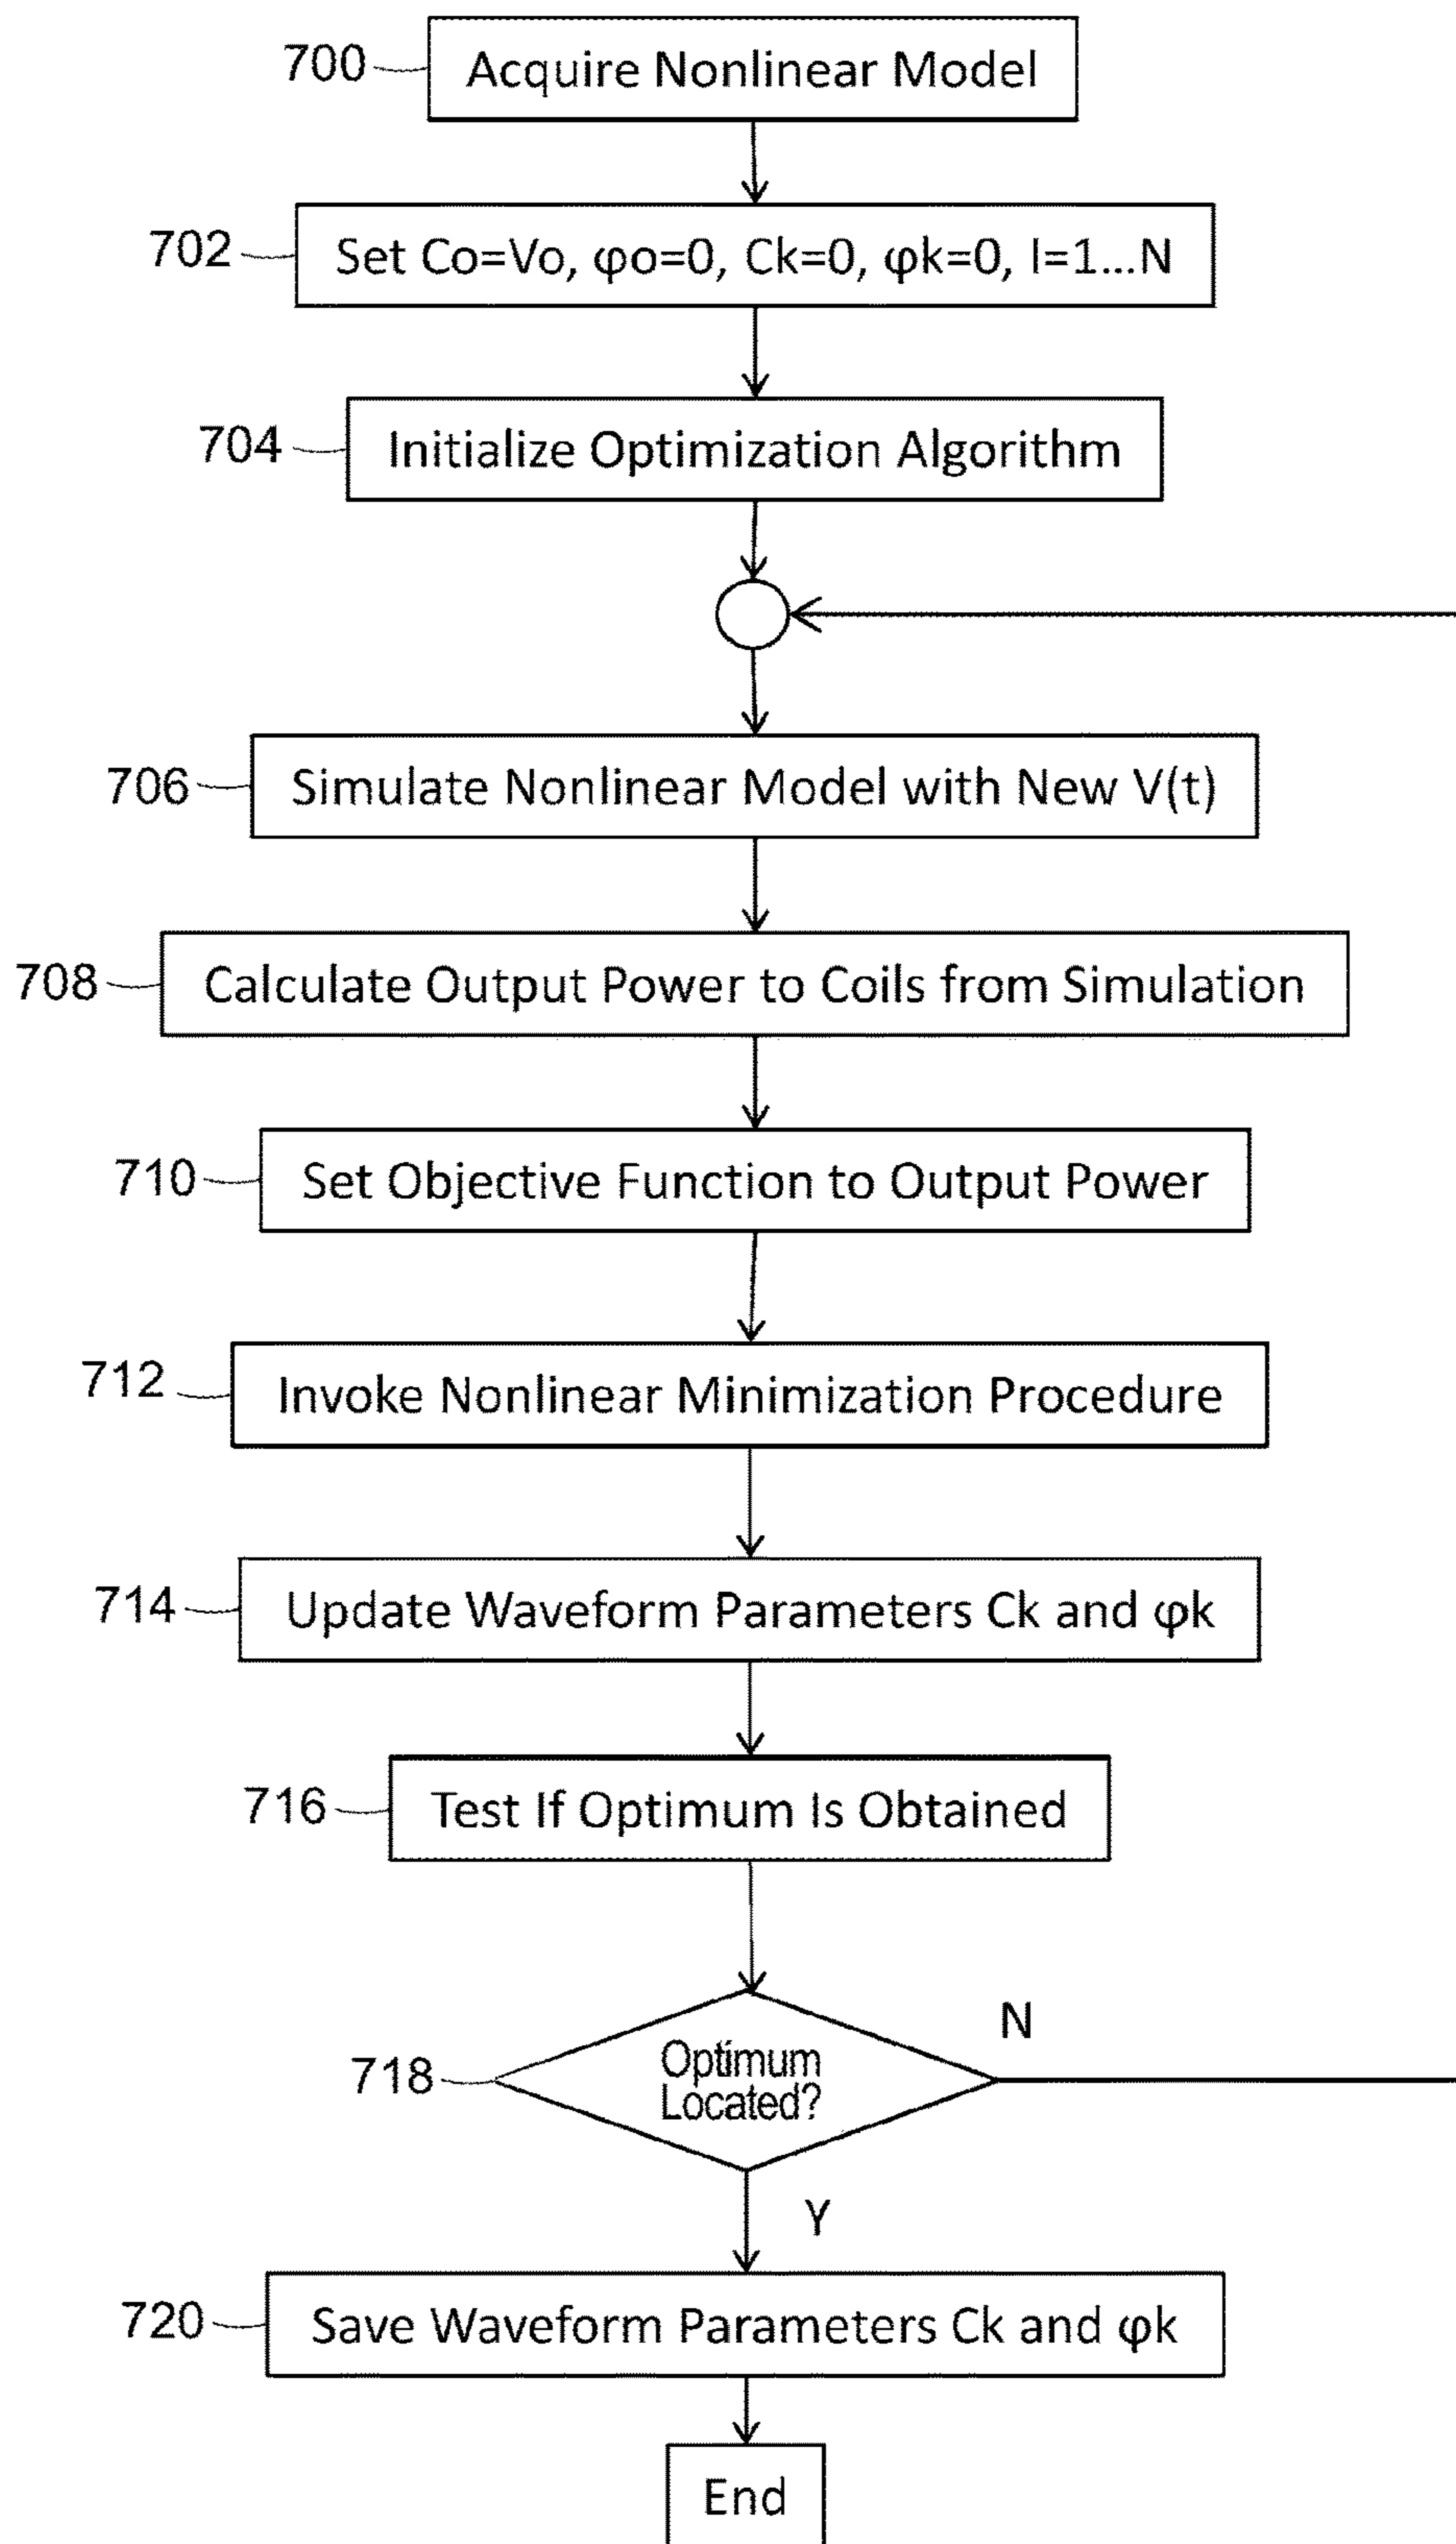 700 Acquire Nonlinear Model
702 Set Co=Vo, φo=0, Ck=0, φk=0, I=1...N
704 Initialize Optimization Algorithm
706 Simulate Nonlinear Model with New V(t)
708 Calculate Output Power to Coils from Simulation
710 Set Objective Function to Output Power
712 Invoke Nonlinear Minimization Procedure
714 Update Waveform Parameters Ck and φk
716 Test If Optimum Is Obtained
N
718 Optimum
Located?
Y
720 Save Waveform Parameters Ck and φk
End